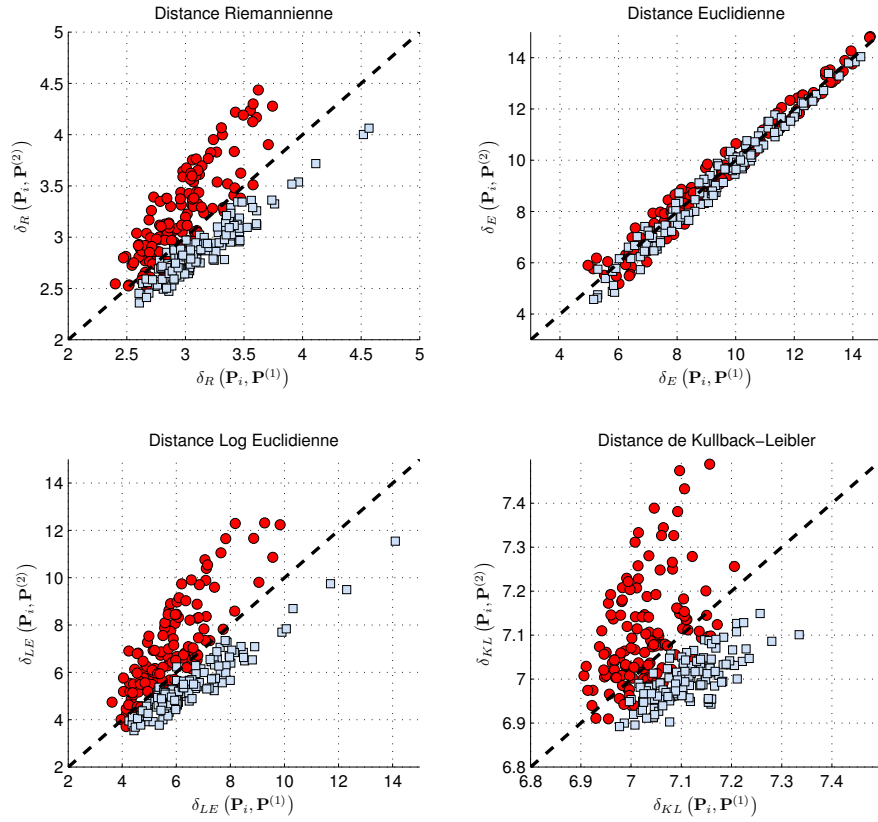 Distance Riemannienne
5
4.5
4
3.5
3
2.5
2
2 2.5 3 3.5 4 4.5 5
δ_R (P_i, P^(2))
δ_R (P_i, P^(1))
Distance Euclidienne
14
12
10
8
6
4
4 6 8 10 12 14
δ_E (P_i, P^(2))
δ_E (P_i, P^(1))
Distance Log Euclidienne
14
12
10
8
6
4
2
2 4 6 8 10 12 14
δ_LE (P_i, P^(2))
δ_LE (P_i, P^(1))
Distance de Kullback−Leibler
7.4
7.3
7.2
7.1
7
6.9
6.8
6.8 6.9 7 7.1 7.2 7.3 7.4
δ_KL (P_i, P^(2))
δ_KL (P_i, P^(1))